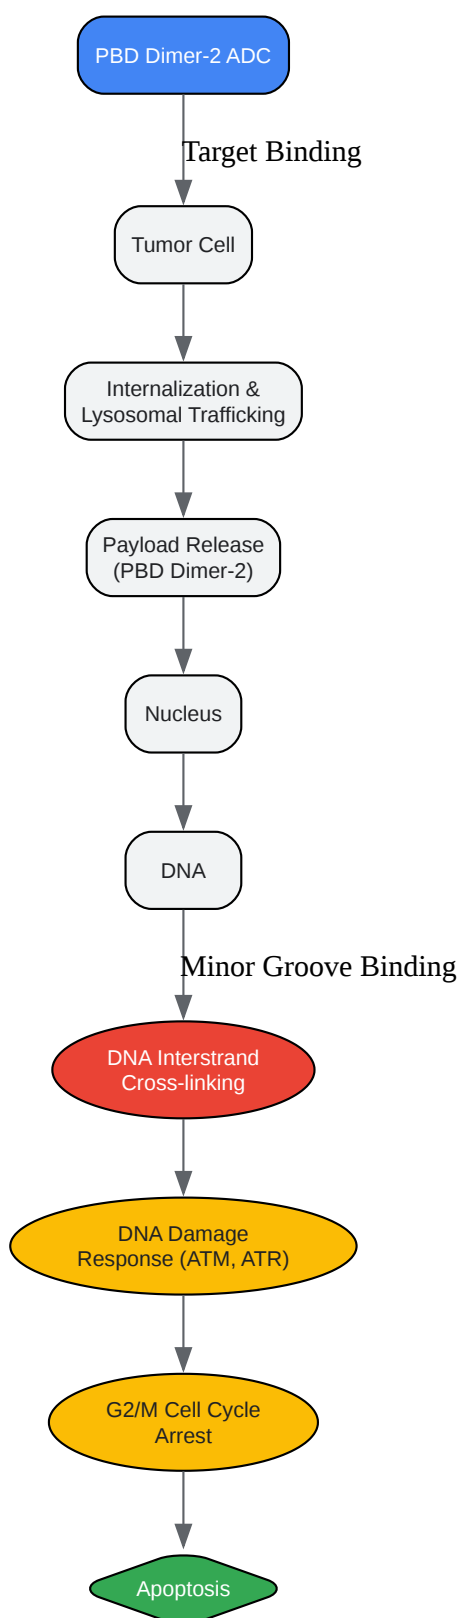 PBD Dimer-2 ADC
Target Binding
Tumor Cell
Internalization &
Lysosomal Trafficking
Payload Release
(PBD Dimer-2)
Nucleus
DNA
Minor Groove Binding
DNA Interstrand
Cross-linking
DNA Damage
Response (ATM, ATR)
G2/M Cell Cycle
Arrest
Apoptosis